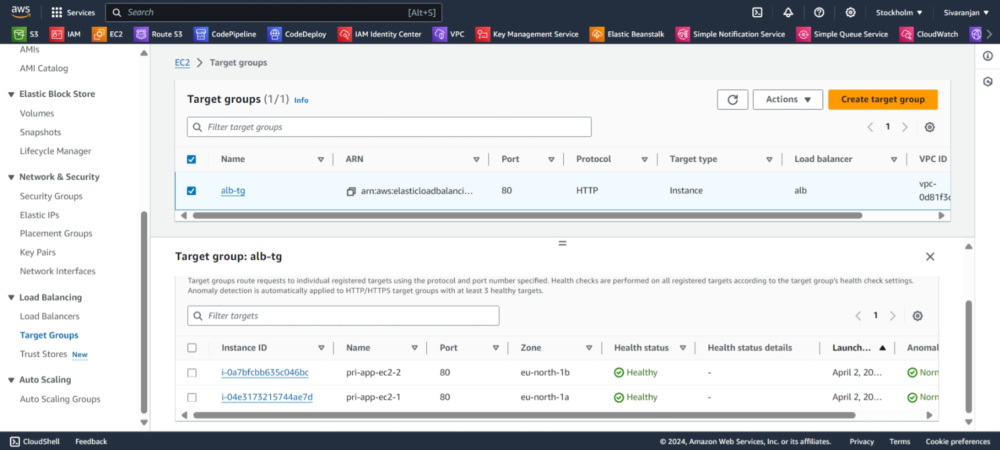 aws
Services
Search
[Alt+S]
Stockholm
Sivaranjan
S3
IAM
EC2
Route 53
CodePipeline
CodeDeploy
IAM Identity Center
VPC
Key Management Service
Elastic Beanstalk
Simple Notification Service
Simple Queue Service
CloudWatch
AMIs
AMI Catalog
Elastic Block Store
Volumes
Snapshots
Lifecycle Manager
Network & Security
Security Groups
Elastic IPs
Placement Groups
Key Pairs
Network Interfaces
Load Balancing
Load Balancers
Target Groups
Trust Stores New
Auto Scaling
Auto Scaling Groups
EC2 > Target groups
Target groups (1/1) Info
Actions
Create target group
Filter target groups
1
Name ARN Port Protocol Target type Load balancer VPC ID
alb-tg arn:aws:elasticloadbalanci... 80 HTTP Instance alb vpc-
0d81f3c
Target group: alb-tg
Target groups route requests to individual registered targets using the protocol and port number specified. Health checks are performed on all registered targets according to the target group's health check settings.
Anomaly detection is automatically applied to HTTP/HTTPS target groups with at least 3 healthy targets.
Filter targets
1
Instance ID Name Port Zone Health status Health status details Launch... Anomal
i-0a7bfcbb635c046bc pri-app-ec2-2 80 eu-north-1b Healthy - April 2, 20... Norn
i-04e3173215744ae7d pri-app-ec2-1 80 eu-north-1a Healthy - April 2, 20... Norn
CloudShell
Feedback
© 2024, Amazon Web Services, Inc. or its affiliates.
Privacy
Terms
Cookie preferences